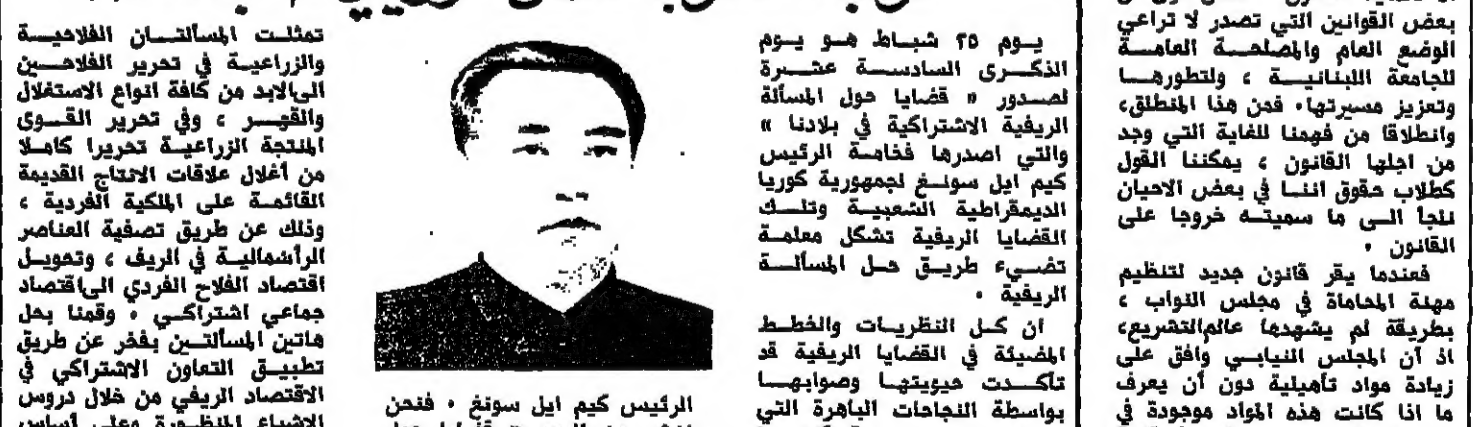 بعض القوانين التي تصدر لا تراعي
الوضع العام والمصلحة العامة
للجامعة اللبنانية ، ولتطورها
وتعزيز مسيرتها. فمن هذا المنطلق،
وانطلاقا من فهمنا للغاية التي وجد
من اجلها القانون ، يمكننا القول
كطلاب حقوق اننا في بعض الاحيان
نلجأ الى ما سميته خروجا على
القانون .
فعندما يقر قانون جديد لتنظيم
مهنة المحاماة في مجلس النواب ،
بطريقة لم يشهدها عالم التشريع،
اذ أن المجلس النيابي وافق على
زيادة مواد تأهيلية دون أن يعرف
ما اذا كانت هذه المواد موجودة في
يوم ٢٥ شباط هو يوم
الذكرى السادسة عشرة
لصدور « قضايا حول المسألة
الريفية الاشتراكية في بلادنا »
والتي اصدرها فخامة الرئيس
كيم ايل سونغ لجمهورية كوريا
الديمقراطية الشعبية وتلك
القضايا الريفية تشكل معلمة
تضيء طريق حل المسألة
الريفية .
ان كل النظريات والخطط
المضيئة في القضايا الريفية قد
تأكدت حيويتها وصوابها
بواسطة النجاحات الباهرة التي
الرئيس كيم ايل سونغ . فنحن
تمثلت المسألتان الفلاحية
والزراعية في تحرير الفلاحين
الى الابد من كافة انواع الاستغلال
والقهر ، وفي تحرير القوى
المنتجة الزراعية تحريرا كاملا
من أغلال علاقات الانتاج القديمة
القائمة على الملكية الفردية ،
وذلك عن طريق تصفية العناصر
الرأسمالية في الريف ، وتحويل
اقتصاد الفلاح الفردي الى اقتصاد
جماعي اشتراكي . وقمنا بحل
هاتين المسألتين بفخر عن طريق
تطبيق التعاون الاشتراكي في
الاقتصاد الريفي من خلال دروس
الاشياء المنظورة وعلى أساس